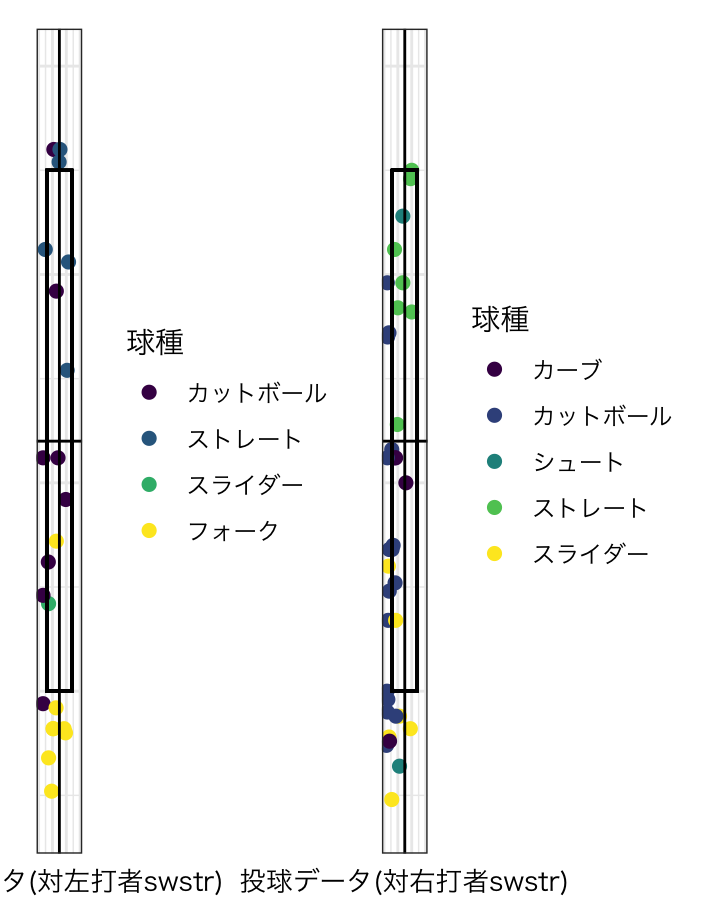 球種
カットボール
ストレート
スライダー
フォーク
球種
カーブ
カットボール
シュート
ストレート
スライダー
タ(対左打者swstr)
投球データ(対右打者swstr)